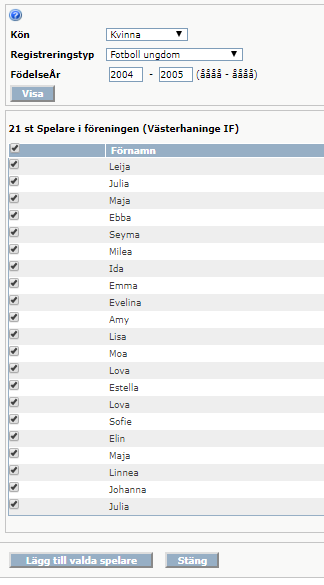 ?
Kön Kvinna
Registreringstyp Fotboll ungdom
FödelseÅr 2004 - 2005 (åååå - åååå)
Visa
21 st Spelare i föreningen (Västerhaninge IF)
Förnamn
Leija
Julia
Maja
Ebba
Seyma
Milea
Ida
Emma
Evelina
Amy
Lisa
Moa
Lova
Estella
Lova
Sofie
Elin
Maja
Linnea
Johanna
Julia
Lägg till valda spelare Stäng